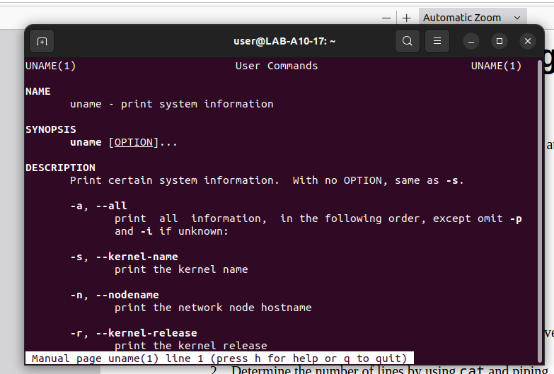 Automatic Zoom
user@LAB-A10-17: ~
UNAME(1) User Commands UNAME(1)
NAME
uname - print system information
SYNOPSIS
uname [OPTION]...
DESCRIPTION
Print certain system information. With no OPTION, same as -s.
-a, --all
print all information, in the following order, except omit -p
and -i if unknown:
-s, --kernel-name
print the kernel name
-n, --nodename
print the network node hostname
-r, --kernel-release
print the kernel release
Manual page uname(1) line 1 (press h for help or q to quit)
2. Determine the number of lines by using cat and piping